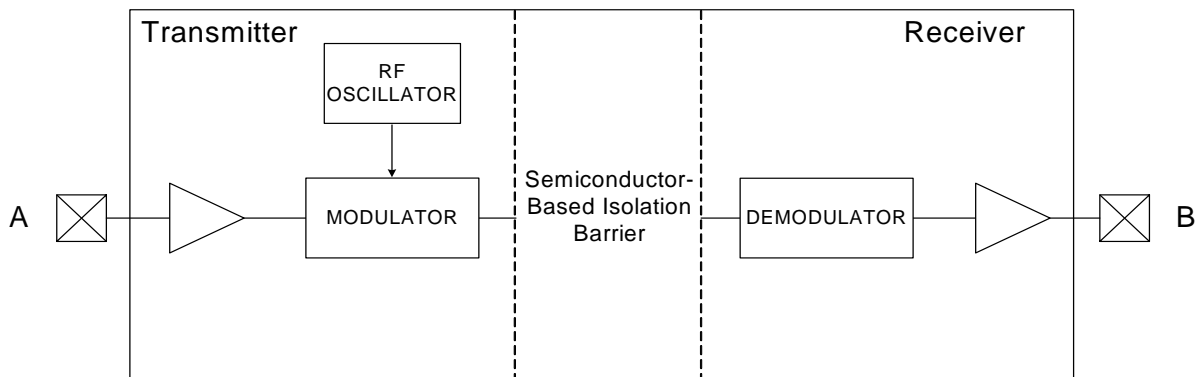 Transmitter
Receiver
RF
OSCILLATOR
A
MODULATOR
Semiconductor-
Based Isolation
Barrier
DEMODULATOR
B